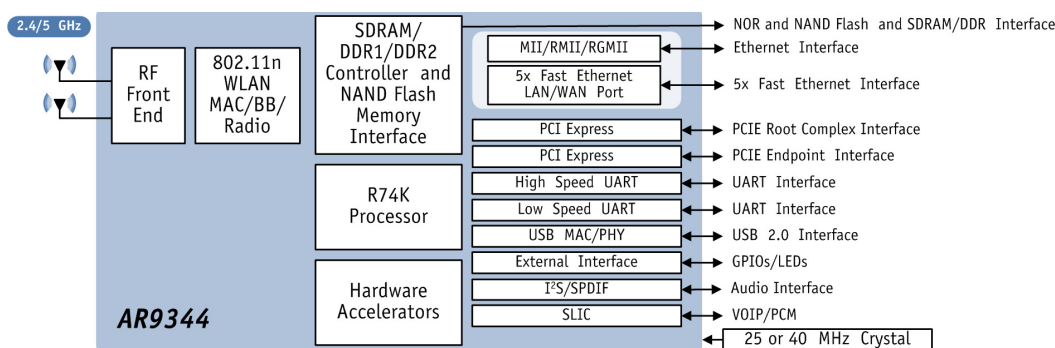 2.4/5 GHz
RF
Front
End
802.11n
WLAN
MAC/BB/
Radio
SDRAM/
DDR1/DDR2
Controller and
NAND Flash
Memory
Interface
R74K
Processor
Hardware
Accelerators
AR9344
MII/RMII/RGMII
5x Fast Ethernet
LAN/WAN Port
PCI Express
PCI Express
High Speed UART
Low Speed UART
USB MAC/PHY
External Interface
I²S/SPDIF
SLIC
NOR and NAND Flash and SDRAM/DDR Interface
Ethernet Interface
5x Fast Ethernet Interface
PCIE Root Complex Interface
PCIE Endpoint Interface
UART Interface
UART Interface
USB 2.0 Interface
GPIOs/LEDs
Audio Interface
VOIP/PCM
25 or 40 MHz Crystal